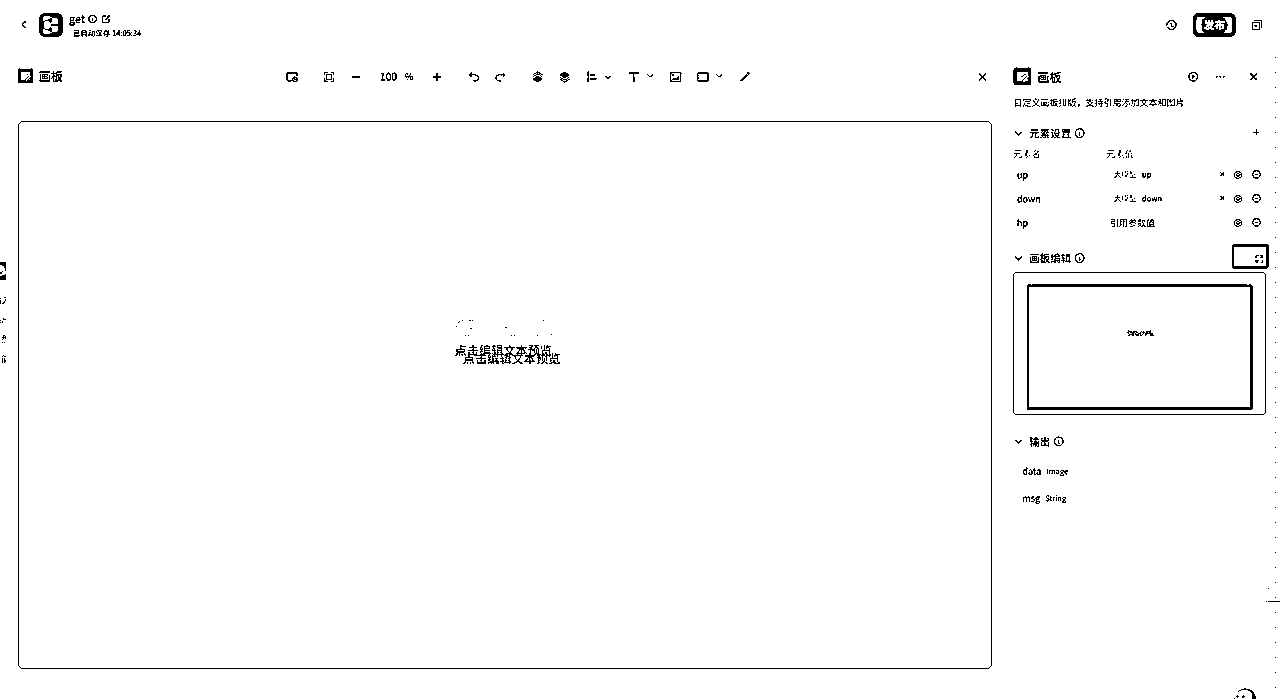 get
已自动保存 14:05:34
发布
画板
100 %
T
点击编辑文本预览
点击编辑文本预览
画板
自定义画板排版，支持引用添加文本和图片
元素设置
元素名 元素值
up 大模型 up
down 大模型 down
hp 引用参数值
画板编辑
输出
data Image
msg String